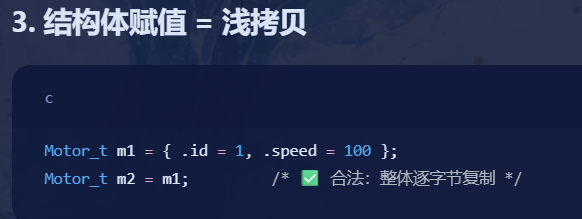 3. 结构体赋值 = 浅拷贝
c
Motor_t m1 = { .id = 1, .speed = 100 };
Motor_t m2 = m1;        /* ✅ 合法: 整体逐字节复制 */